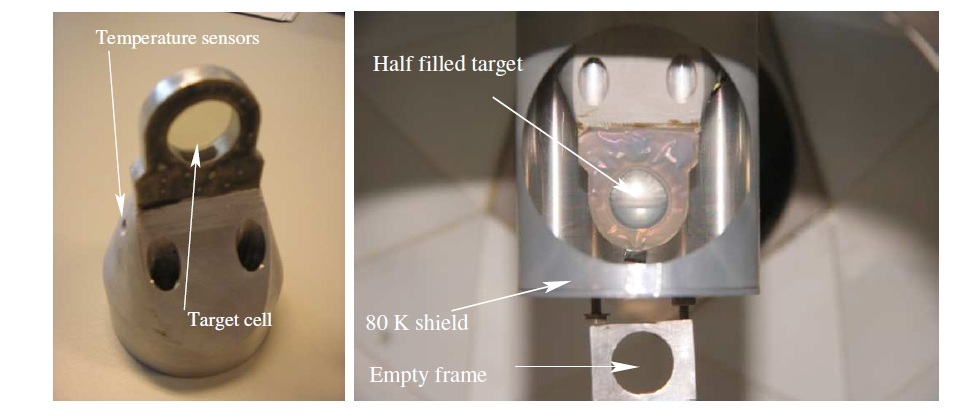 Temperature sensors
Target cell
Half filled target
80 K shield
Empty frame